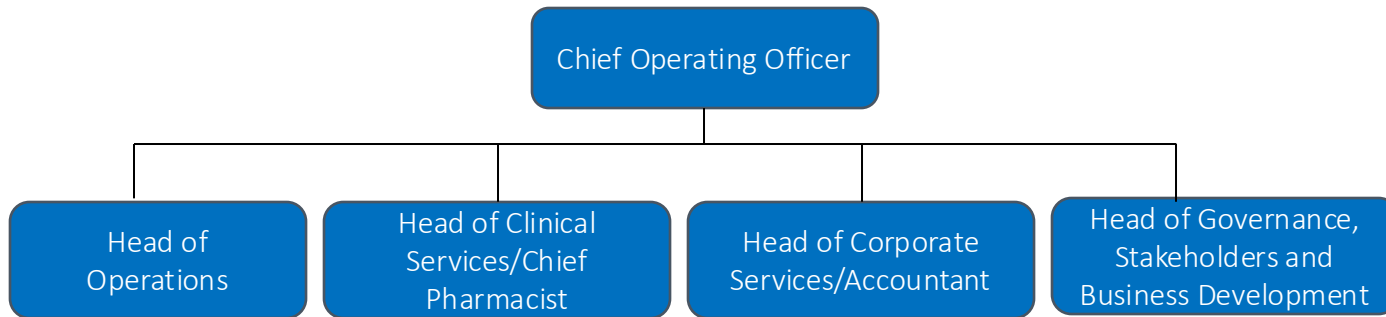 Chief Operating Officer
Head of
Operations
Head of Clinical
Services/Chief
Pharmacist
Head of Corporate
Services/Accountant
Head of Governance,
Stakeholders and
Business Development